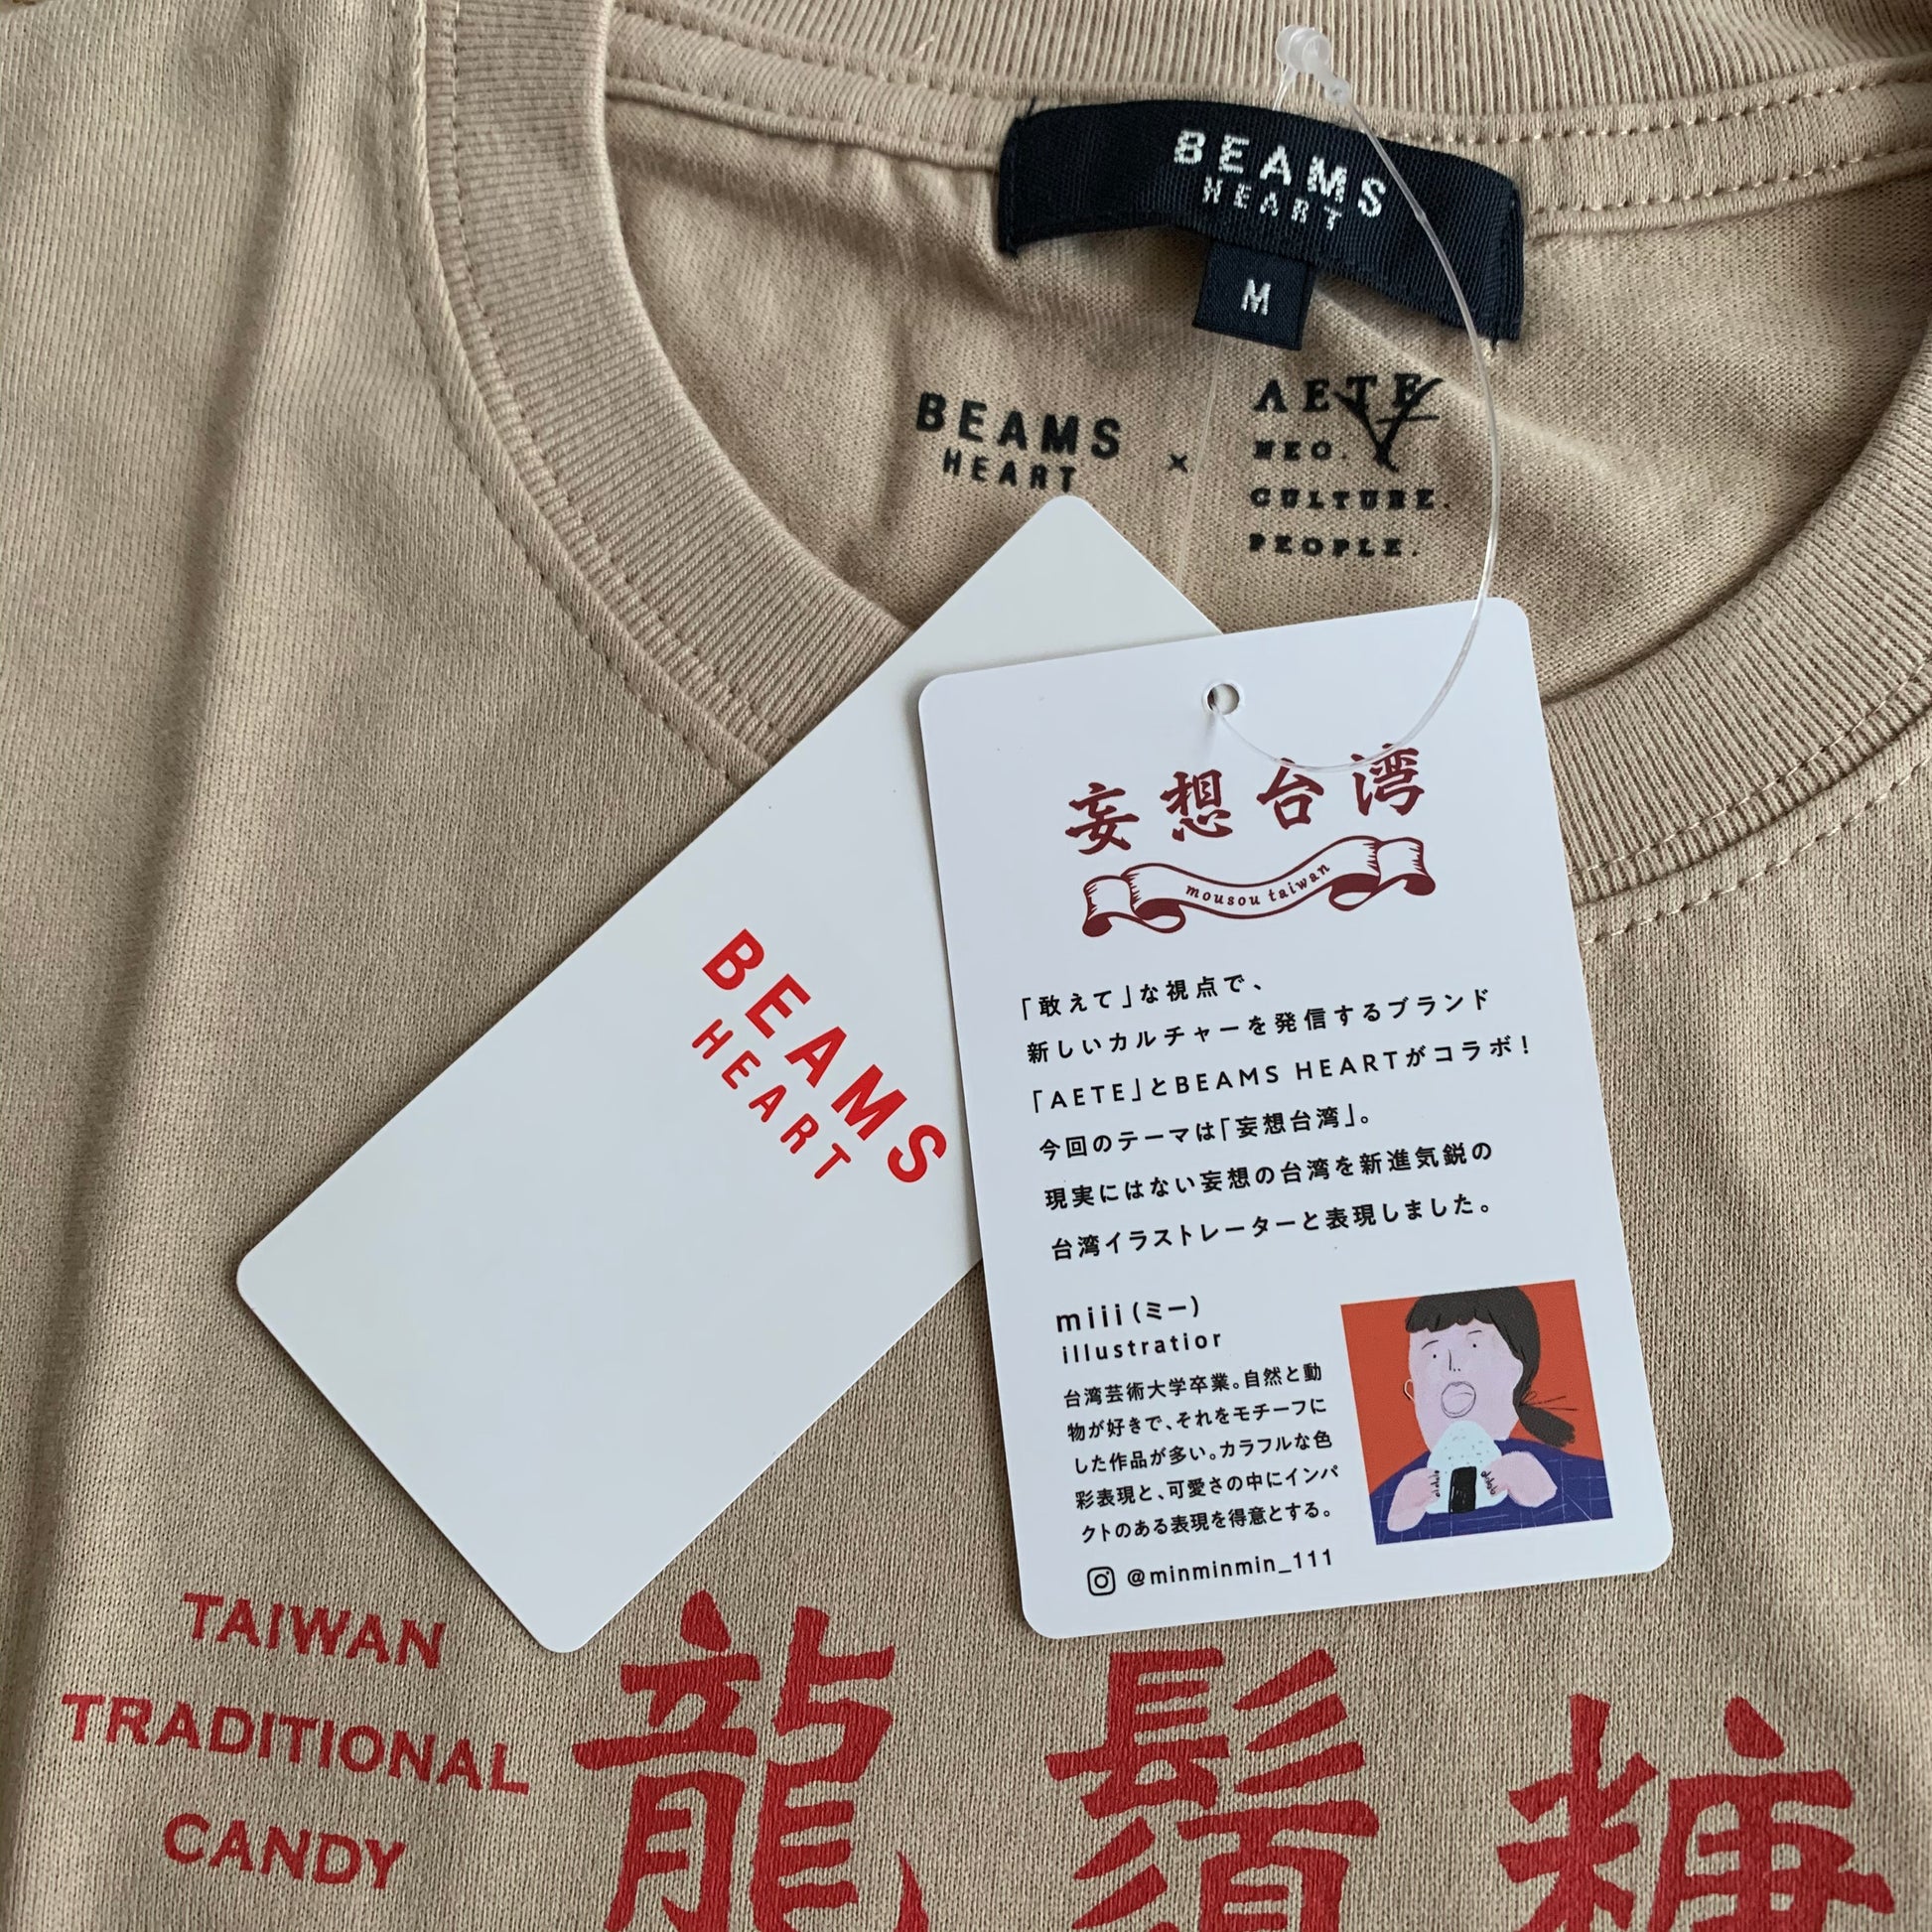 BEAMS
HEART
M
BEAMS
HEART
×
AETE
NEO.
CULTURE.
PEOPLE.
BEAMS
HEART
妄想台湾
mousou taiwan
「敢えて」な視点で、
新しいカルチャーを発信するブランド
「AETE」とBEAMS HEARTがコラボ！
今回のテーマは「妄想台湾」。
現実にはない妄想の台湾を新進気鋭の
台湾イラストレーターと表現しました。
miii(ミー)
illustratior
台湾芸術大学卒業。自然と動
物が好きで、それをモチーフに
した作品が多い。カラフルな色
彩表現と、可愛さの中にインパ
クトのある表現を得意とする。
@minminmin_111
TAIWAN
TRADITIONAL
CANDY
龍鬚糖